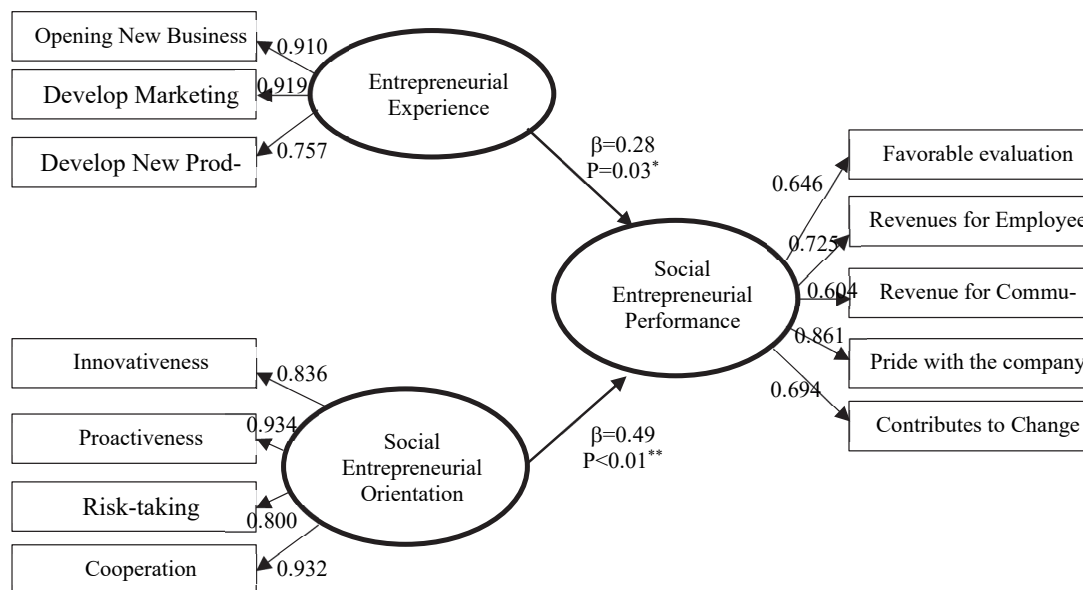 Opening New Business
0.910
Develop Marketing
0.919
Develop New Prod-
0.757
Entrepreneurial
Experience
β=0.28
P=0.03*
Favorable evaluation
0.646
Revenues for Employee
0.725
Social
Entrepreneurial
Performance
Revenue for Commu-
0.604
Pride with the company
0.861
Contributes to Change
0.694
Innovativeness
0.836
Proactiveness
0.934
Risk-taking
0.800
Cooperation
0.932
Social
Entrepreneurial
Orientation
β=0.49
P<0.01**